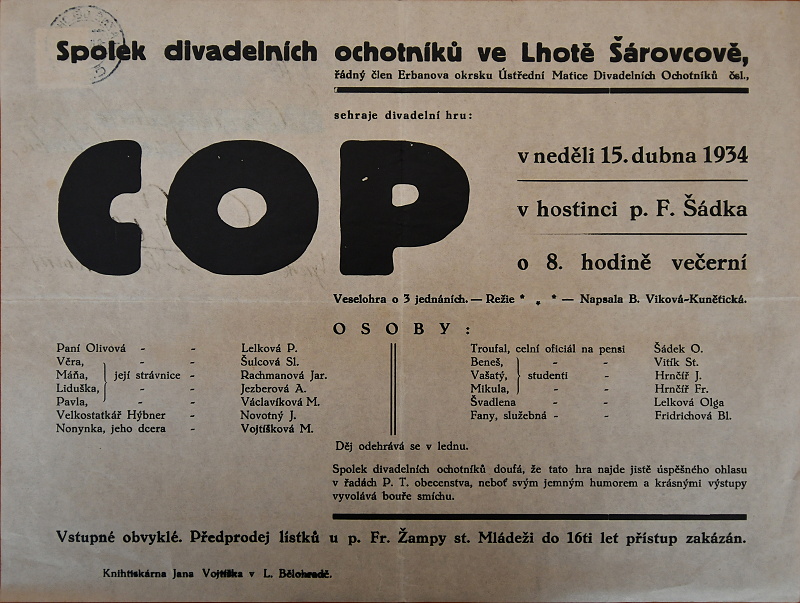 Spolek divadelních ochotníků ve Lhotě Šárovcově,
řádný člen Erbanova okrsku Ústřední Matice Divadelních Ochotníků čsl.,
sehraje divadelní hru:
COP
v neděli 15. dubna 1934
v hostinci p. F. Šádka
o 8. hodině večerní
Veselohra o 3 jednáních. — Režie * * * — Napsala B. Viková-Kunětická.
OSOBY:
Paní Olivová - - Lelková P.
Věra, - - Šulcová Sl.
Máňa, } její strávnice - Rachmanová Jar.
Liduška, - - Jezberová A.
Pavla, - - Václavíková M.
Velkostatkář Hýbner - Novotný J.
Nonynka, jeho dcera - Vojtíšková M.
Troufal, celní oficiál na pensi Šádek O.
Beneš, - - Vitík St.
Vašatý, } studenti - Hrnčíř J.
Mikula, - - Hrnčíř Fr.
Švadlena - - Lelková Olga
Fany, služebná - - Fridrichová Bl.
Děj odehrává se v lednu.
Spolek divadelních ochotníků doufá, že tato hra najde jistě úspěšného ohlasu
v řadách P. T. obecenstva, neboť svým jemným humorem a krásnými výstupy
vyvolává bouře smíchu.
Vstupné obvyklé. Předprodej lístků u p. Fr. Žampy st. Mládeži do 16ti let přístup zakázán.
Knihtiskárna Jana Vojtíška v L. Bělohradě.